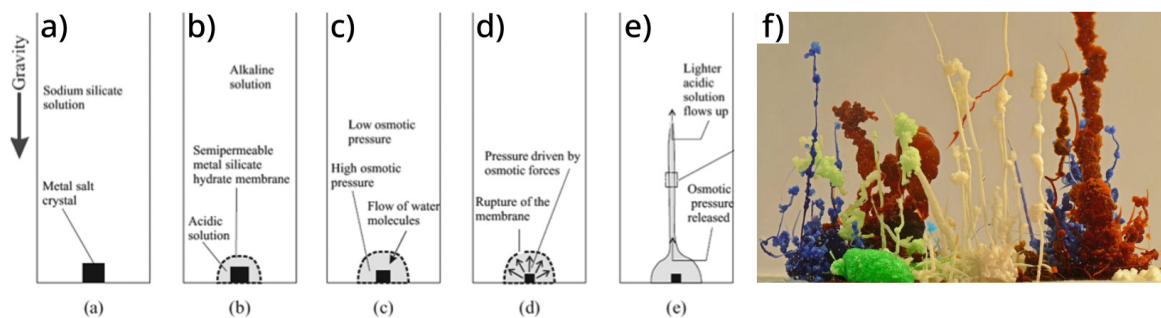 a)
Gravity
Sodium silicate
solution
Metal salt
crystal
(a)
b)
Alkaline
solution
Semipermeable
metal silicate
hydrate membrane
Acidic
solution
(b)
c)
Low osmotic
pressure
High osmotic
pressure
Flow of water
molecules
(c)
d)
Pressure driven by
osmotic forces
Rupture of the
membrane
(d)
e)
Lighter
acidic
solution
flows up
Osmotic
pressure
released
(e)
f)